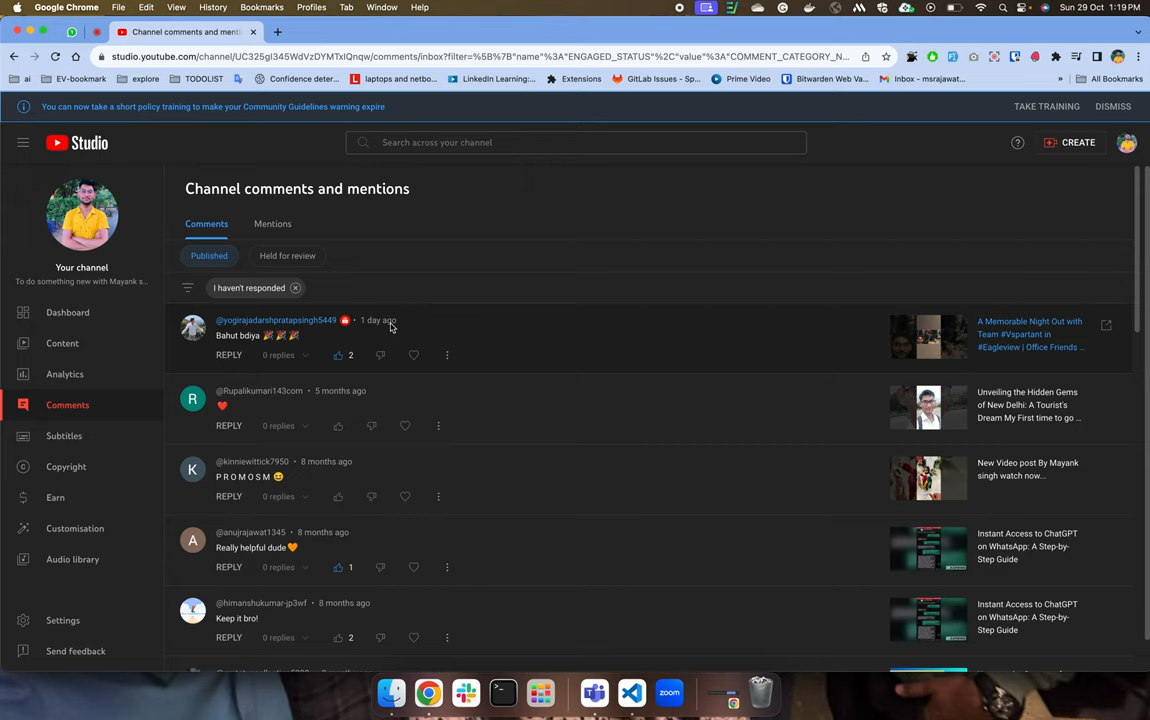 Google Chrome File Edit View History Bookmarks Profiles Tab Window Help Sun 29 Oct 1:19 PM
Channel comments and menti
studio.youtube.com/channel/UC325gl345WdVzDYMTxlQnqw/comments/inbox?filter=%5B%7B"name"%3A"ENGAGED_STATUS"%2C"value"%3A"COMMENT_CATEGORY_N...
ai EV-bookmark explore TODOLIST Confidence deter... laptops and netbo... LinkedIn Learning:... Extensions GitLab Issues - Sp... Prime Video Bitwarden Web Va... Inbox - msrajawat... » All Bookmarks
You can now take a short policy training to make your Community Guidelines warning expire TAKE TRAINING DISMISS
Studio Search across your channel CREATE
Your channel
To do something new with Mayank s...
Dashboard
Content
Analytics
Comments
Subtitles
Copyright
Earn
Customisation
Audio library
Settings
Send feedback
Channel comments and mentions
Comments Mentions
Published Held for review
I haven't responded
@yogirajadarshpratapsingh5449 • 1 day ago
Bahut bdiya 🎉 🎉 🎉
REPLY 0 replies 2
A Memorable Night Out with
Team #Vspartant in
#Eagleview | Office Friends ...
@Rupalikumari143com • 5 months ago
❤️
REPLY 0 replies
Unveiling the Hidden Gems
of New Delhi: A Tourist's
Dream My First time to go ...
K
@kinniewittick7950 • 8 months ago
P R O M O S M 😆
REPLY 0 replies
New Video post By Mayank
singh watch now...
A
@anujrajawat1345 • 8 months ago
Really helpful dude🧡
REPLY 0 replies 1
Instant Access to ChatGPT
on WhatsApp: A Step-by-
Step Guide
@himanshukumar-jp3wf • 8 months ago
Keep it bro!
REPLY 0 replies 2
Instant Access to ChatGPT
on WhatsApp: A Step-by-
Step Guide
zoom